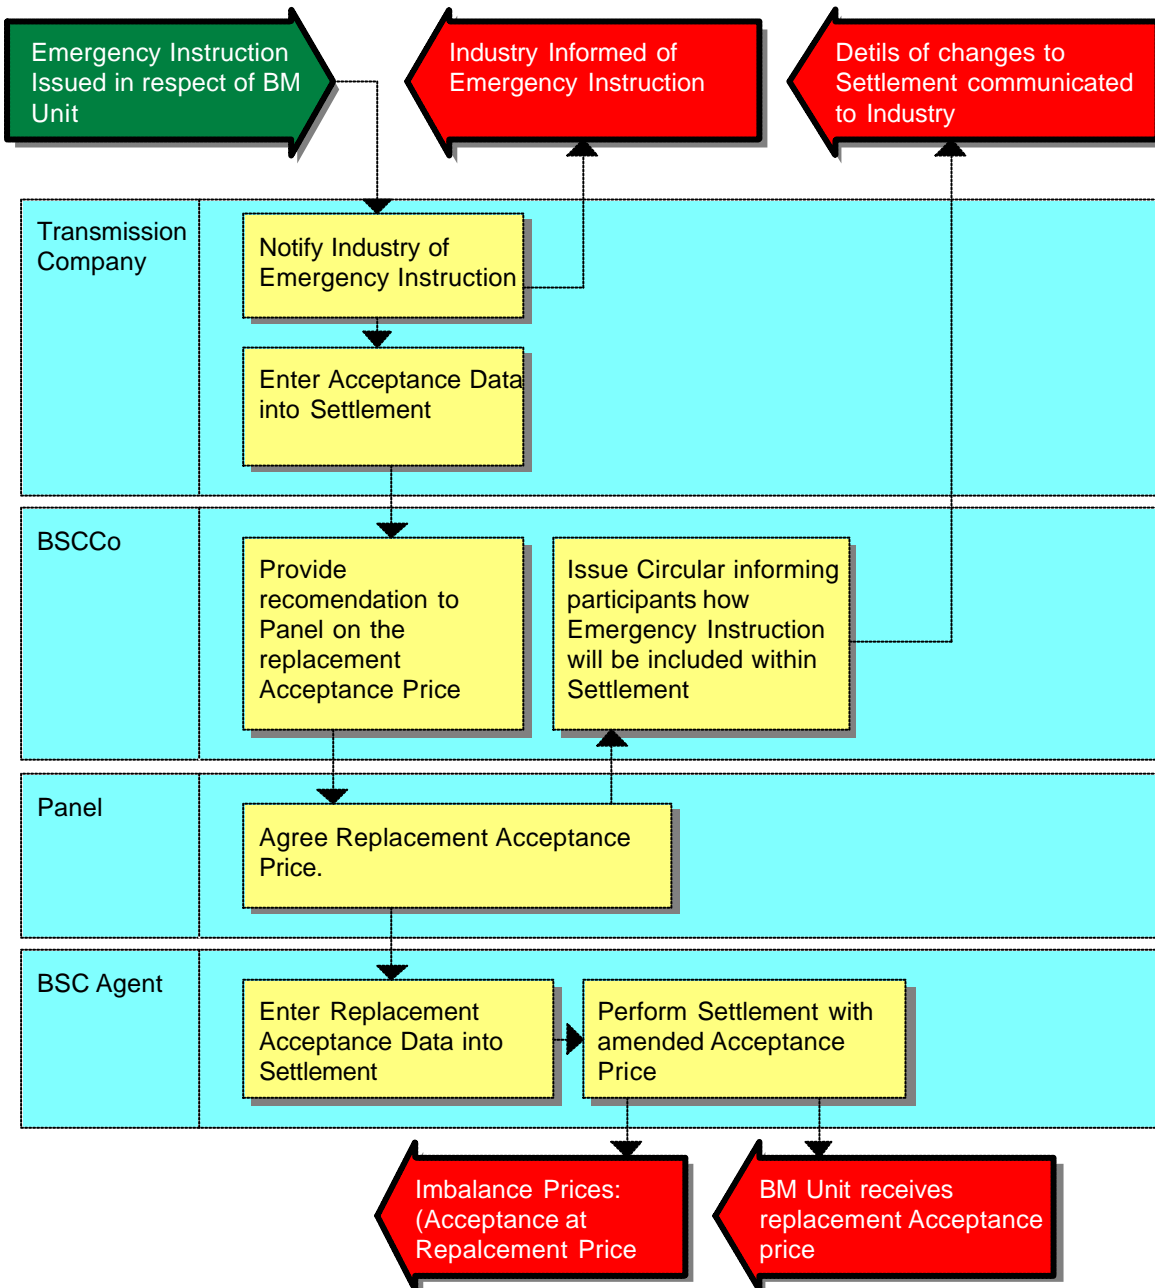 Emergency Instruction
Issued in respect of BM
Unit
Industry Informed of
Emergency Instruction
Detils of changes to
Settlement communicated
to Industry
Transmission
Company
Notify Industry of
Emergency Instruction
Enter Acceptance Data
into Settlement
BSCCo
Provide
recomendation to
Panel on the
replacement
Acceptance Price
Issue Circular informing
participants how
Emergency Instruction
will be included within
Settlement
Panel
Agree Replacement Acceptance
Price.
BSC Agent
Enter Replacement
Acceptance Data into
Settlement
Perform Settlement with
amended Acceptance
Price
Imbalance Prices:
(Acceptance at
Repalcement Price
BM Unit receives
replacement Acceptance
price